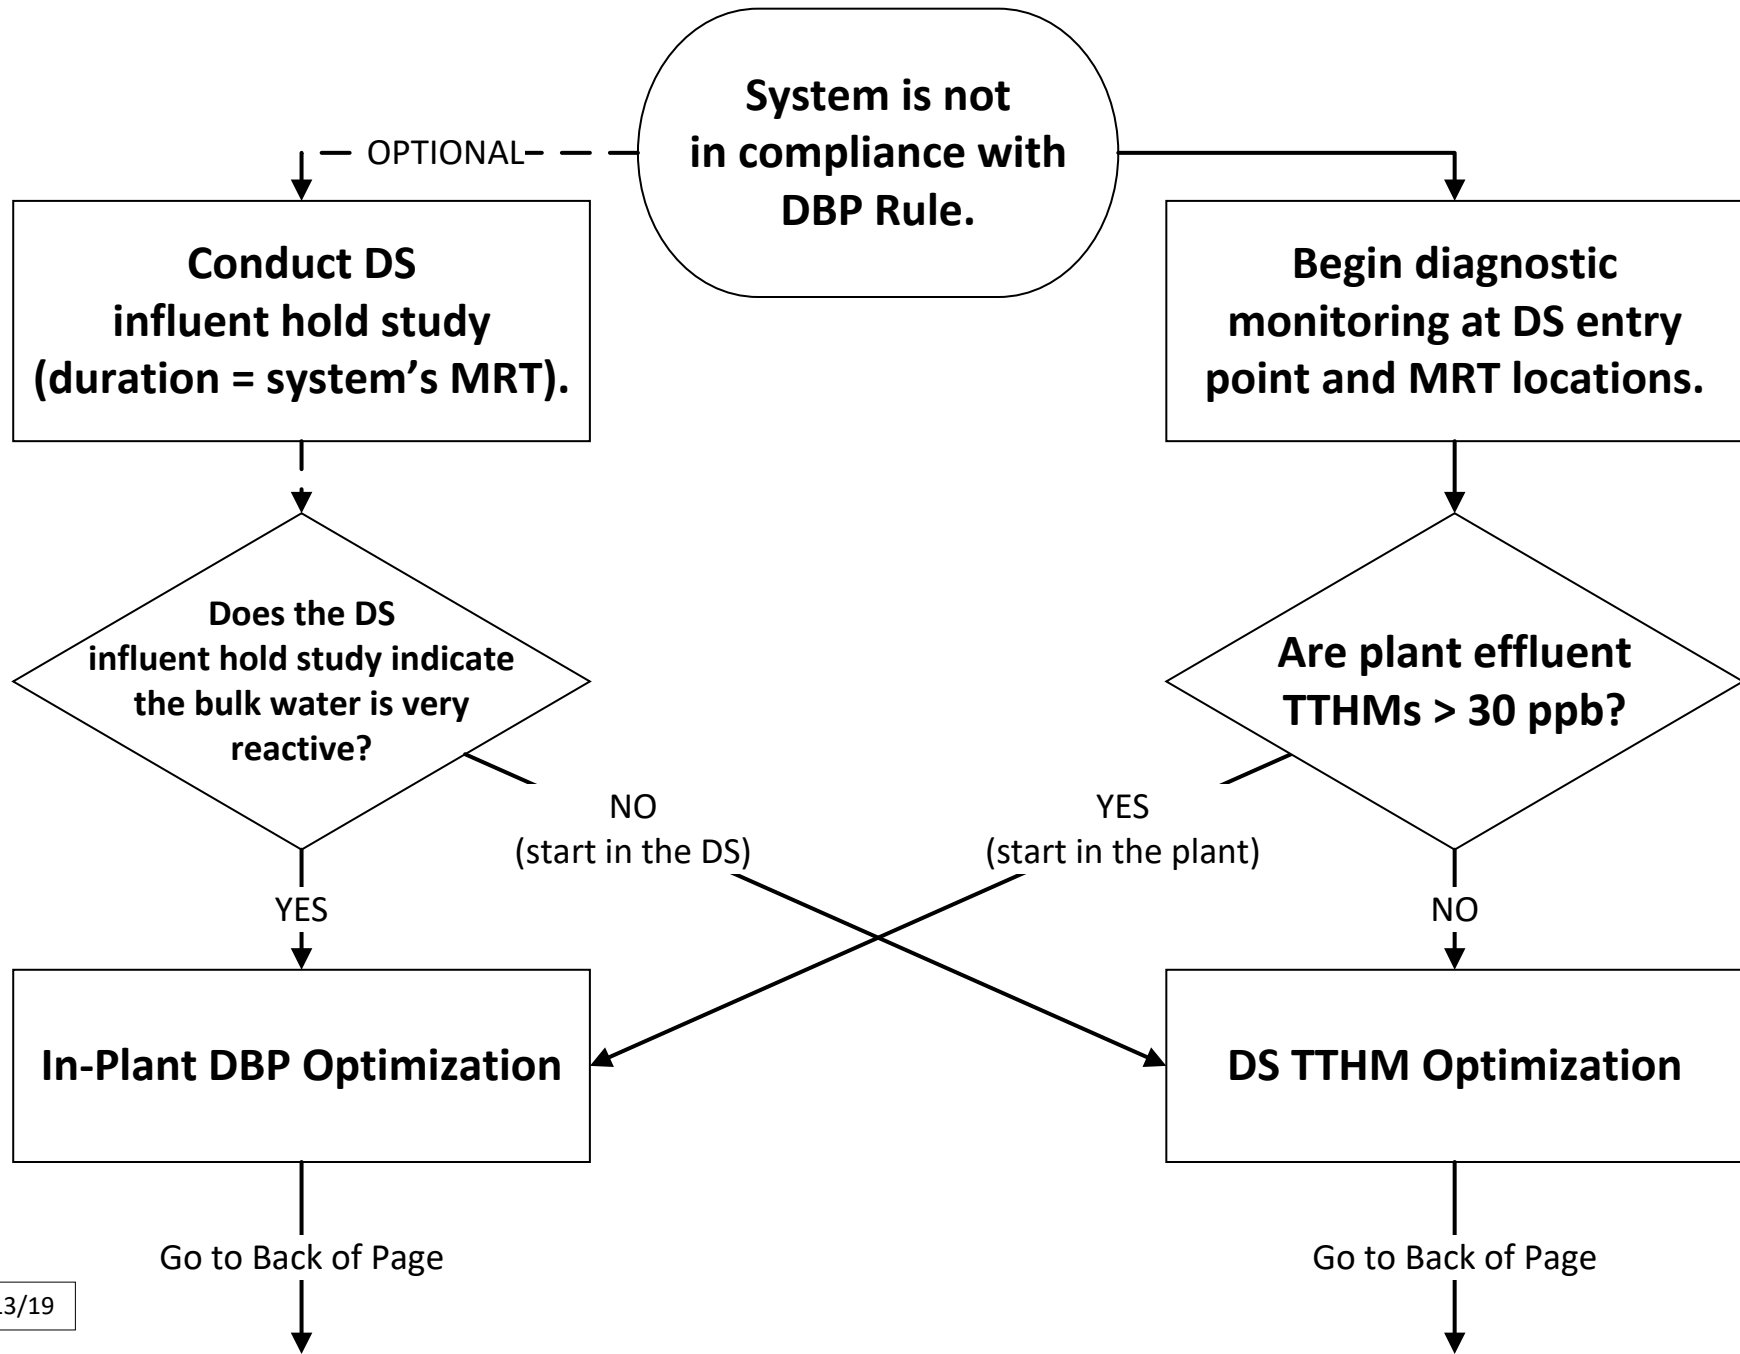 System is not
in compliance with
DBP Rule.
OPTIONAL
Conduct DS
influent hold study
(duration = system’s MRT).
Begin diagnostic
monitoring at DS entry
point and MRT locations.
Does the DS
influent hold study indicate
the bulk water is very
reactive?
Are plant effluent
TTHMs > 30 ppb?
NO
(start in the DS)
YES
(start in the plant)
YES
NO
In-Plant DBP Optimization
DS TTHM Optimization
Go to Back of Page
Go to Back of Page